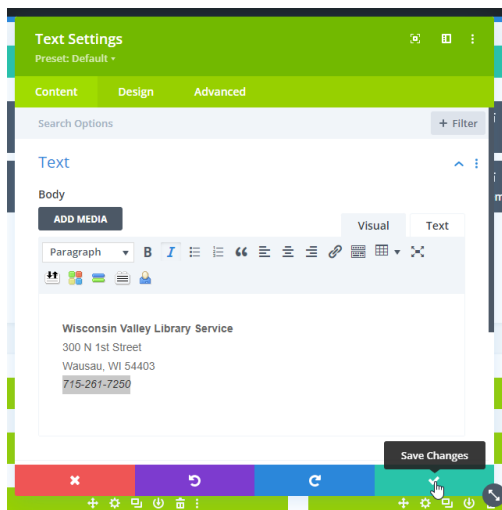 Text Settings
Preset: Default
Content Design Advanced
Search Options
+ Filter
Text
Body
ADD MEDIA
Visual Text
Paragraph B I
Wisconsin Valley Library Service
300 N 1st Street
Wausau, WI 54403
715-261-7250
Save Changes